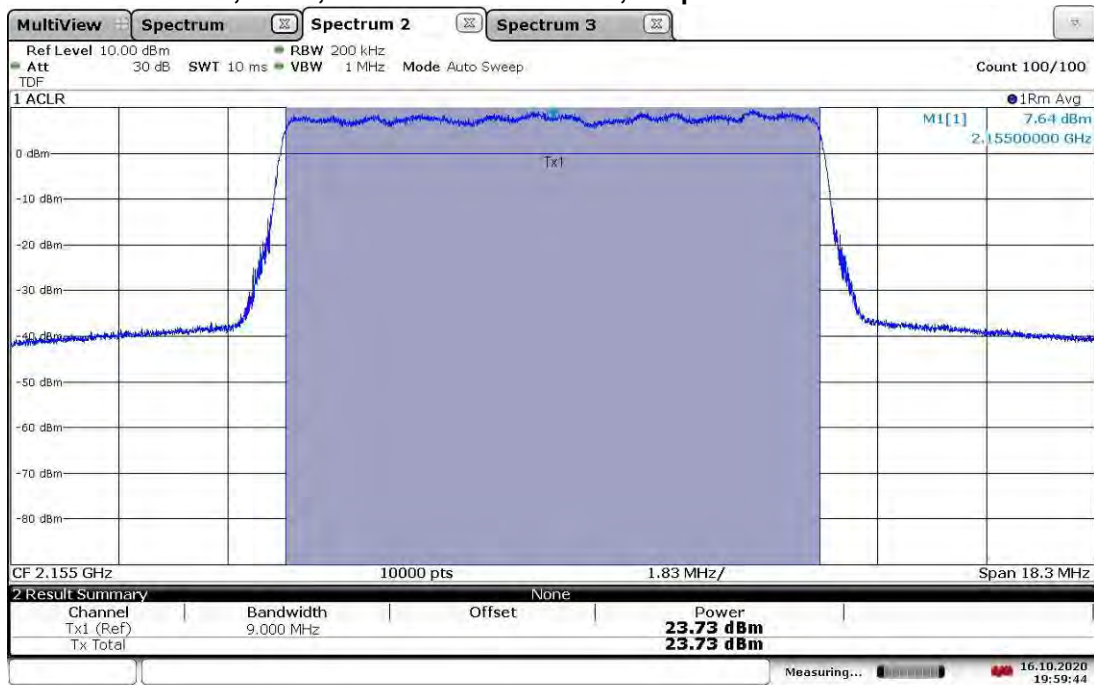 MultiView Spectrum Spectrum 2 Spectrum 3
Ref Level 10.00 dBm RBW 200 kHz
Att 30 dB SWT 10 ms VBW 1 MHz Mode Auto Sweep Count 100/100
TDF
1 ACLR 1Rm Avg
M1[1] 7.64 dBm
2.15500000 GHz
0 dBm
Tx1
-10 dBm
-20 dBm
-30 dBm
-40 dBm
-50 dBm
-60 dBm
-70 dBm
-80 dBm
CF 2.155 GHz 10000 pts 1.83 MHz/ Span 18.3 MHz
2 Result Summary None
Channel Bandwidth Offset Power
Tx1 (Ref) 9.000 MHz 23.73 dBm
Tx Total 23.73 dBm
Measuring... 16.10.2020
19:59:44